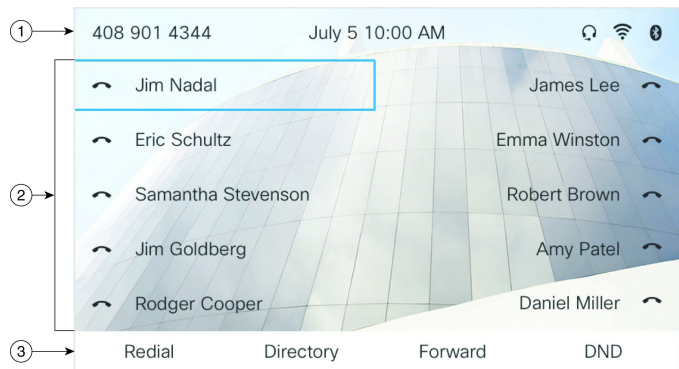 1 408 901 4344 July 5 10:00 AM
Jim Nadal James Lee
Eric Schultz Emma Winston
2 Samantha Stevenson Robert Brown
Jim Goldberg Amy Patel
Rodger Cooper Daniel Miller
3 Redial Directory Forward DND